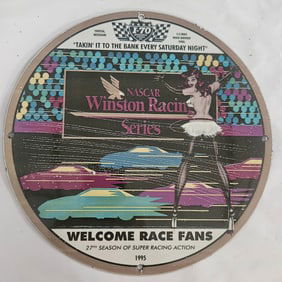 I-70
"TAKIN' IT TO THE BANK EVERY SATURDAY NIGHT"
NASCAR
Winston Racing
Series
WELCOME RACE FANS
27TH SEASON OF SUPER RACING ACTION
1995